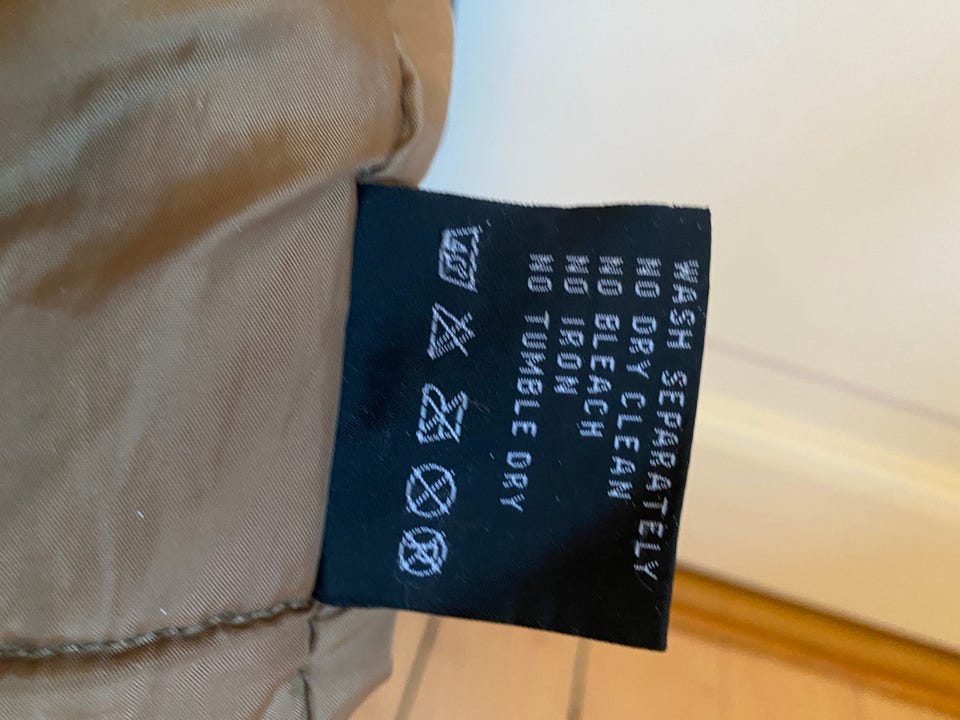 WASH SEPARATELY
NO DRY CLEAN
NO BLEACH
NO IRON
NO TUMBLE DRY